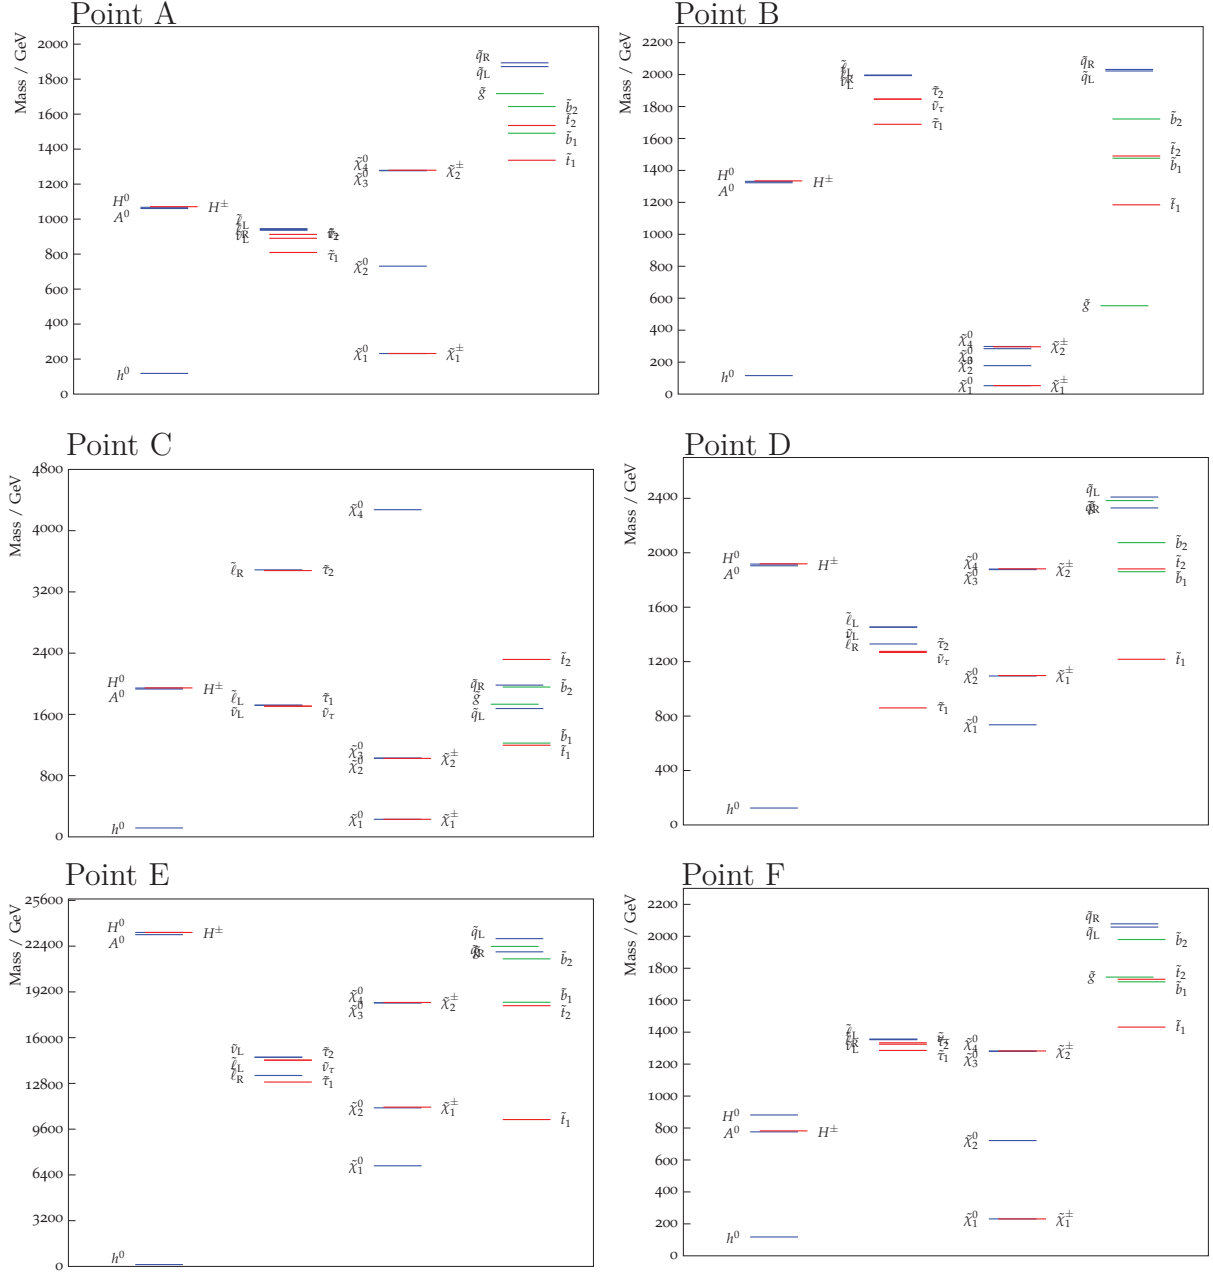 Point A
Mass / GeV
2000
1800
1600
1400
1200
1000
800
600
400
200
0
H⁰
A⁰
H±
h⁰
ℓ̃L
ℓ̃R
ν̃L
τ̃1
χ̃⁰4
χ̃⁰3
χ̃±2
χ̃⁰2
χ̃⁰1
χ̃±1
q̃R
q̃L
g̃
b̃2
t̃2
b̃1
t̃1
Point B
Mass / GeV
2200
2000
1800
1600
1400
1200
1000
800
600
400
200
0
H⁰
A⁰
H±
h⁰
ℓ̃L
ℓ̃R
ν̃L
τ̃2
ν̃τ
τ̃1
χ̃⁰4
χ̃±2
χ̃⁰2
χ̃⁰1
χ̃±1
q̃R
q̃L
b̃2
t̃2
b̃1
t̃1
g̃
Point C
Mass / GeV
4800
4000
3200
2400
1600
800
0
H⁰
A⁰
H±
h⁰
ℓ̃R
τ̃2
ℓ̃L
ν̃L
τ̃1
ν̃τ
χ̃⁰4
χ̃⁰3
χ̃⁰2
χ̃±2
χ̃⁰1
χ̃±1
t̃2
q̃R
b̃2
g̃
q̃L
b̃1
t̃1
Point D
Mass / GeV
2400
2000
1600
1200
800
400
0
H⁰
A⁰
H±
h⁰
ℓ̃L
ν̃L
ℓ̃R
τ̃2
ν̃τ
τ̃1
χ̃⁰4
χ̃⁰3
χ̃±2
χ̃⁰2
χ̃±1
χ̃⁰1
q̃L
g̃
q̃R
b̃2
t̃2
b̃1
t̃1
Point E
Mass / GeV
25600
22400
19200
16000
12800
9600
6400
3200
0
H⁰
A⁰
H±
h⁰
ν̃L
ℓ̃L
ℓ̃R
τ̃2
ν̃τ
τ̃1
χ̃⁰4
χ̃⁰3
χ̃±2
χ̃⁰2
χ̃±1
χ̃⁰1
q̃L
g̃
q̃R
b̃2
b̃1
t̃2
t̃1
Point F
Mass / GeV
2200
2000
1800
1600
1400
1200
1000
800
600
400
200
0
H⁰
A⁰
H±
h⁰
ℓ̃L
ℓ̃R
ν̃L
ν̃τ
τ̃2
τ̃1
χ̃⁰4
χ̃⁰3
χ̃±2
χ̃⁰2
χ̃⁰1
χ̃±1
q̃R
q̃L
b̃2
g̃
t̃2
b̃1
t̃1